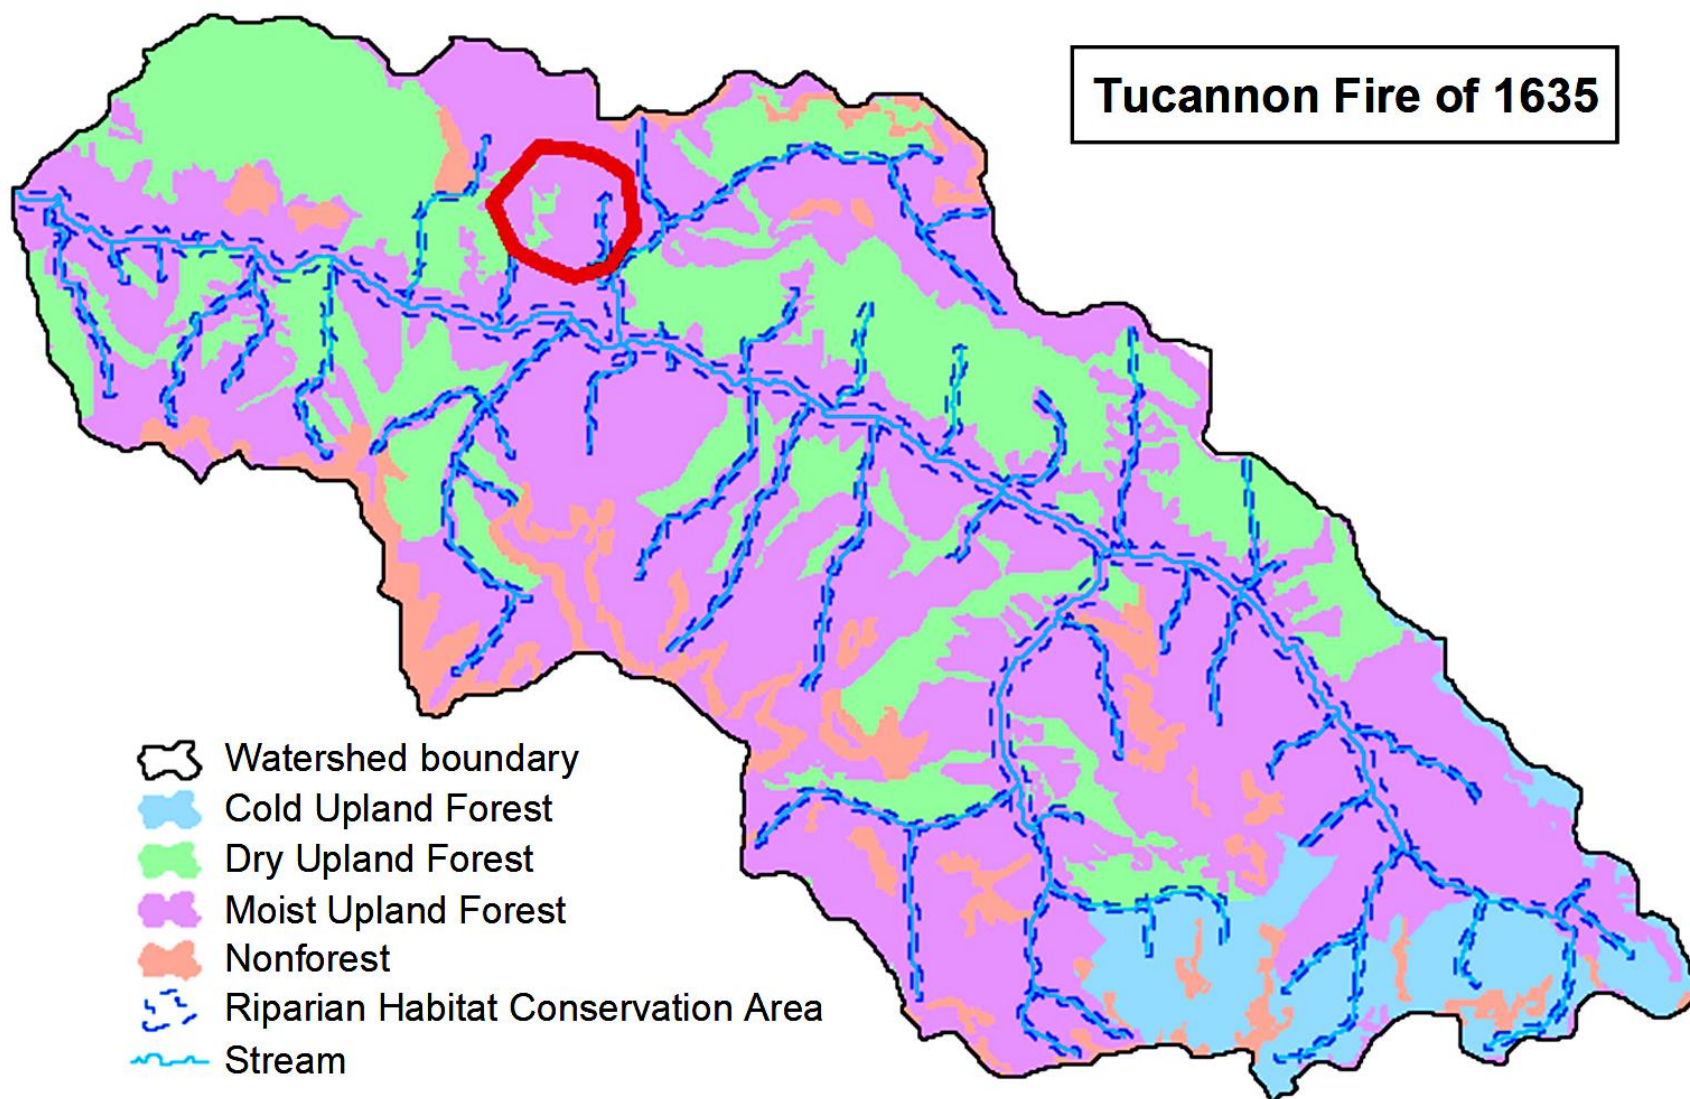 Tucannon Fire of 1635
Watershed boundary
Cold Upland Forest
Dry Upland Forest
Moist Upland Forest
Nonforest
Riparian Habitat Conservation Area
Stream